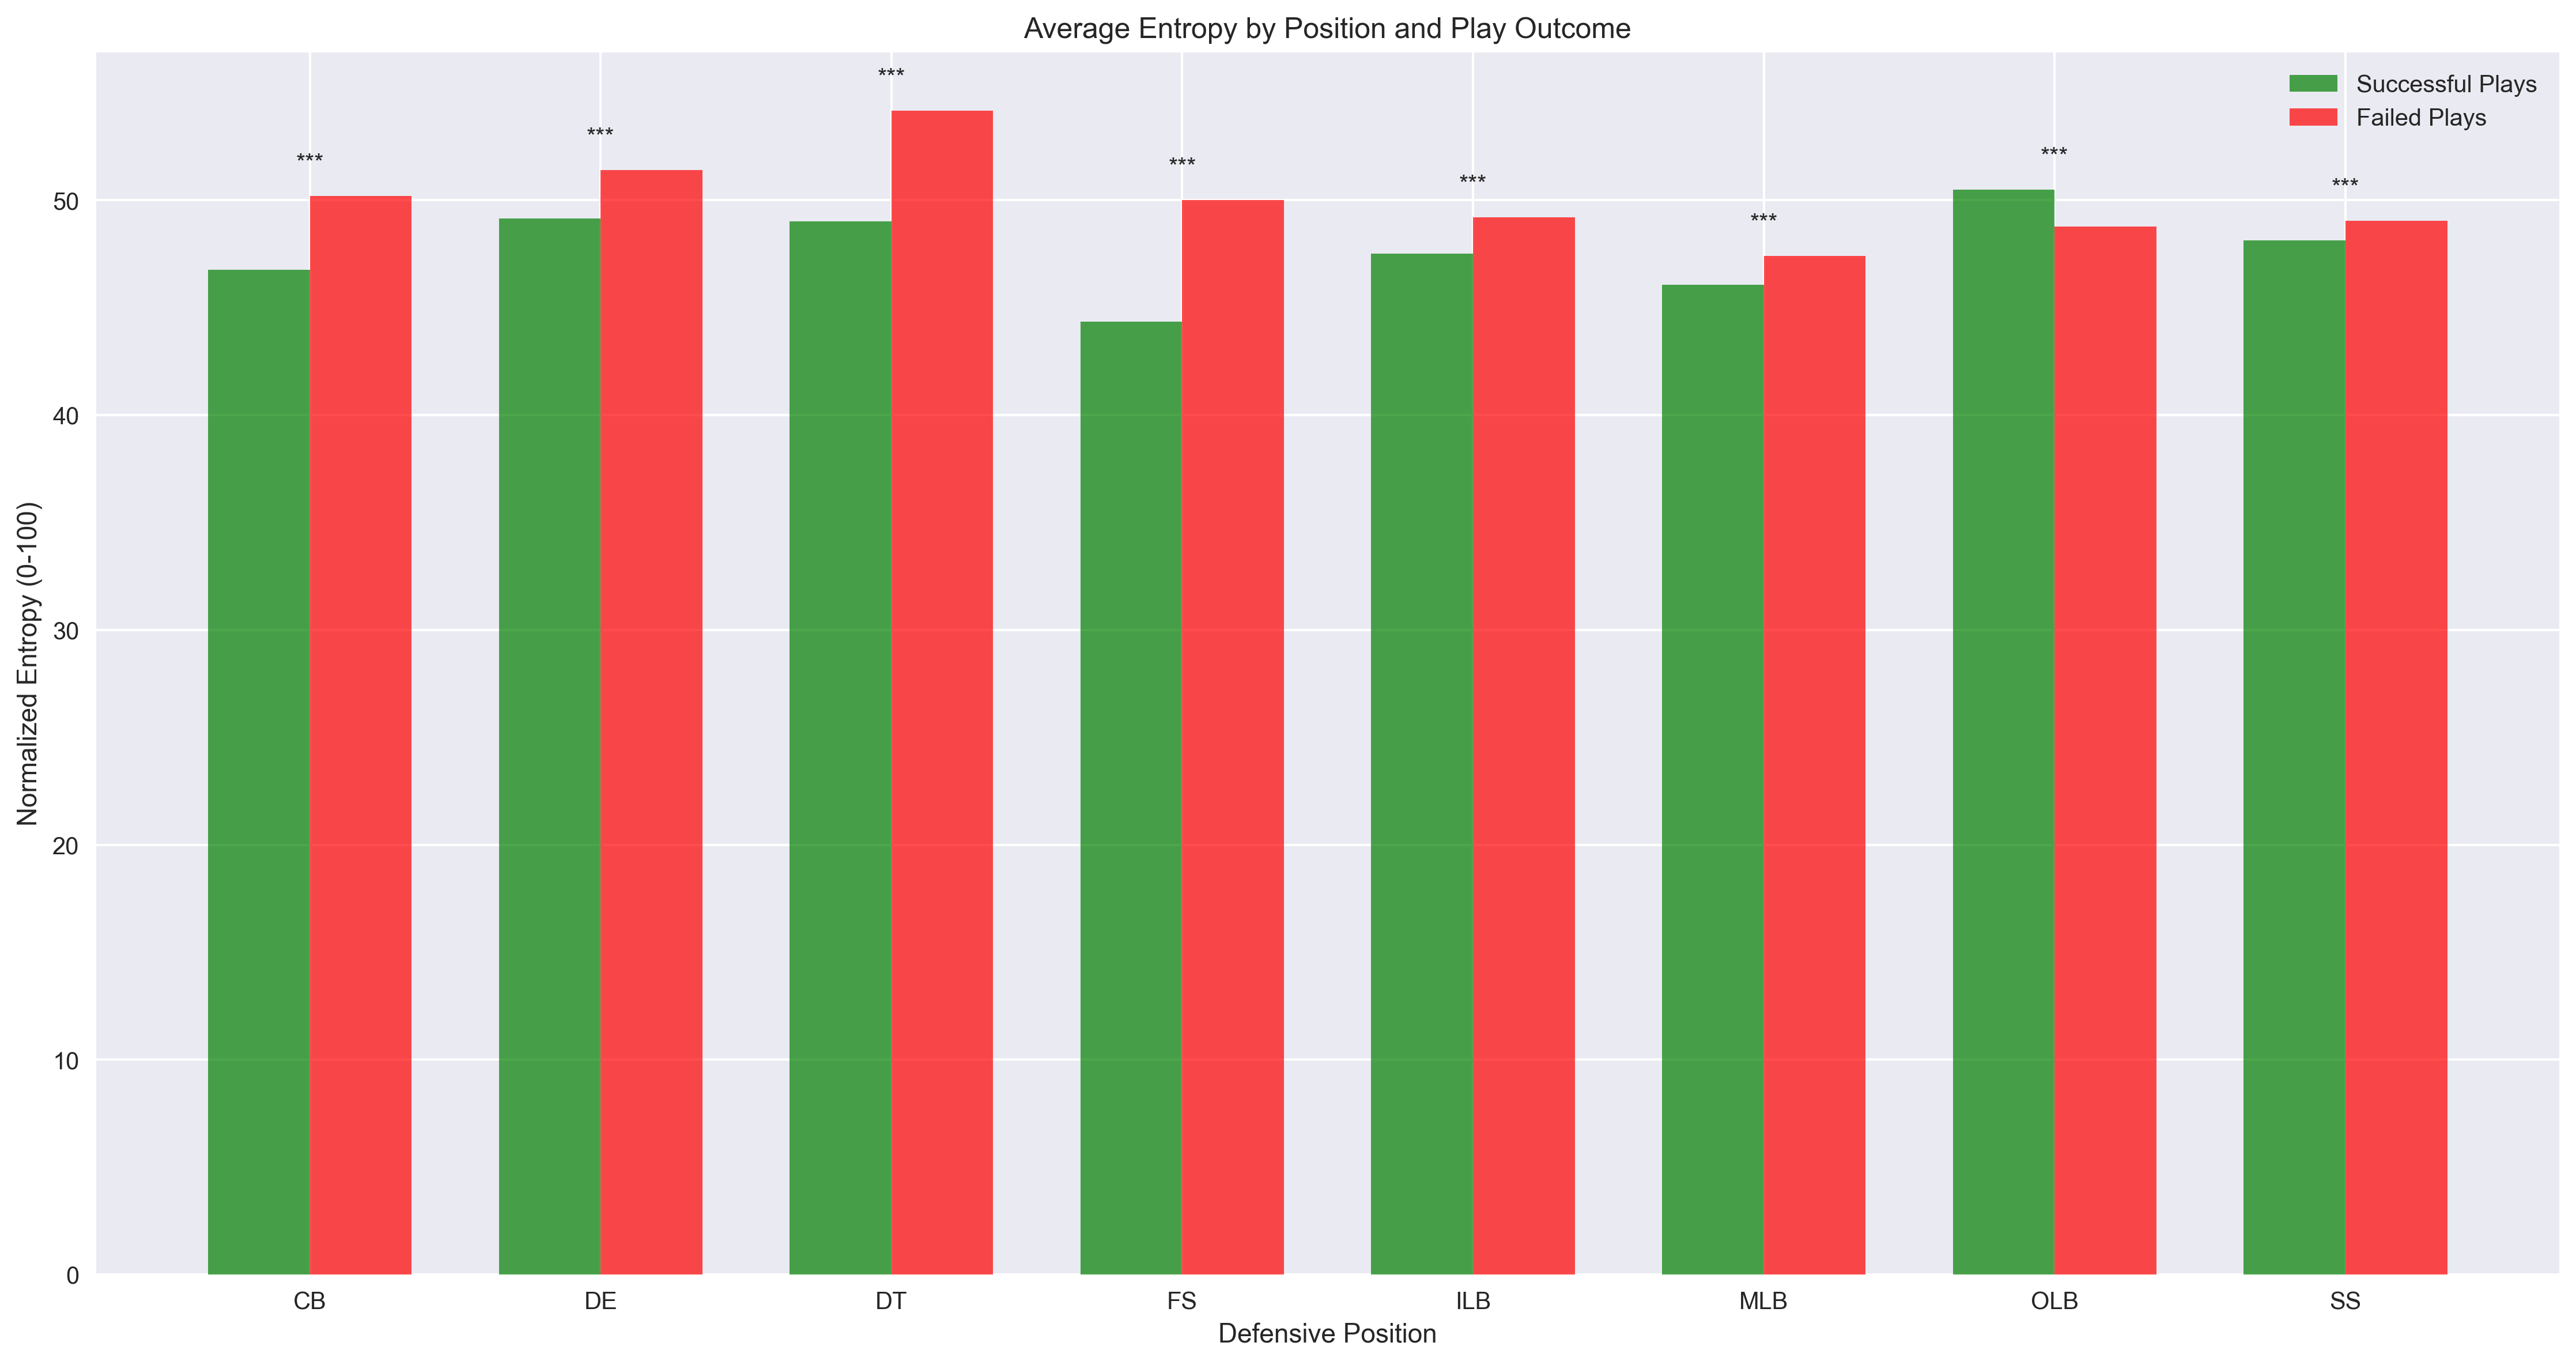 Average Entropy by Position and Play Outcome
Successful Plays
Failed Plays
***
***
***
***
***
***
***
***
Normalized Entropy (0-100)
50
40
30
20
10
0
CB DE DT FS ILB MLB OLB SS
Defensive Position